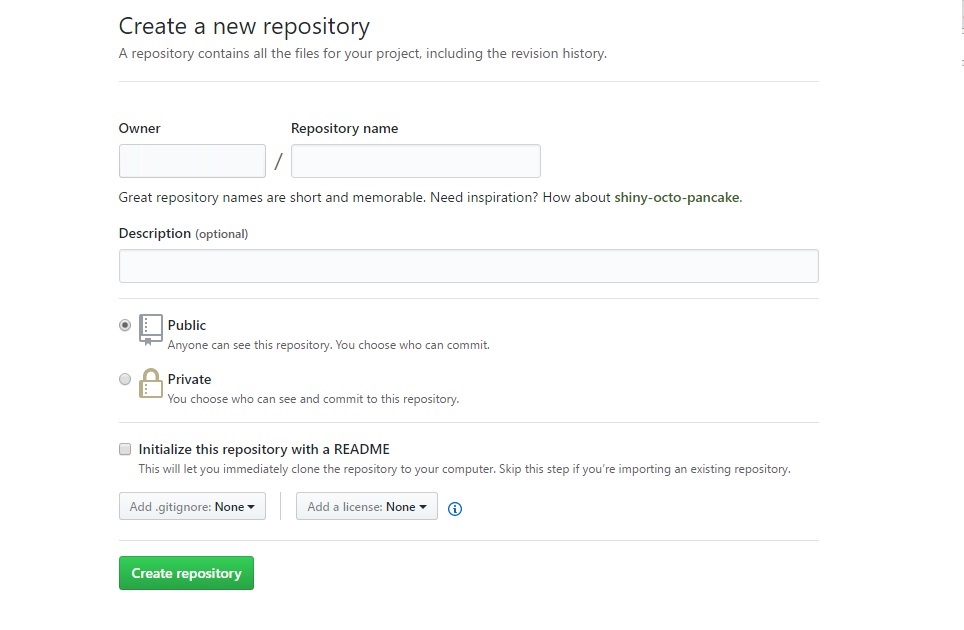 Create a new repository
A repository contains all the files for your project, including the revision history.
Owner Repository name
/
Great repository names are short and memorable. Need inspiration? How about shiny-octo-pancake.
Description (optional)
Public
Anyone can see this repository. You choose who can commit.
Private
You choose who can see and commit to this repository.
Initialize this repository with a README
This will let you immediately clone the repository to your computer. Skip this step if you’re importing an existing repository.
Add .gitignore: None Add a license: None
Create repository